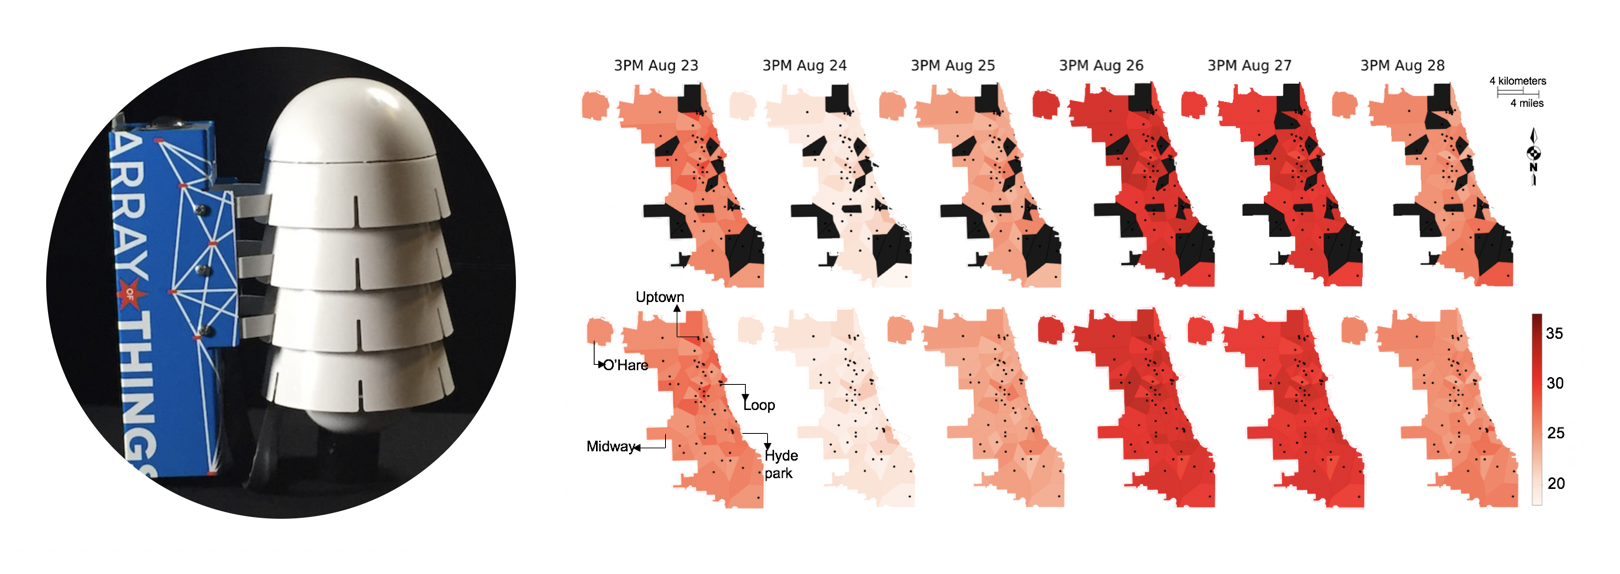 ARRAY
OF
THINGS
3PM Aug 23
3PM Aug 24
3PM Aug 25
3PM Aug 26
3PM Aug 27
3PM Aug 28
4 kilometers
4 miles
N
Uptown
O'Hare
Loop
Midway
Hyde
park
35
30
25
20